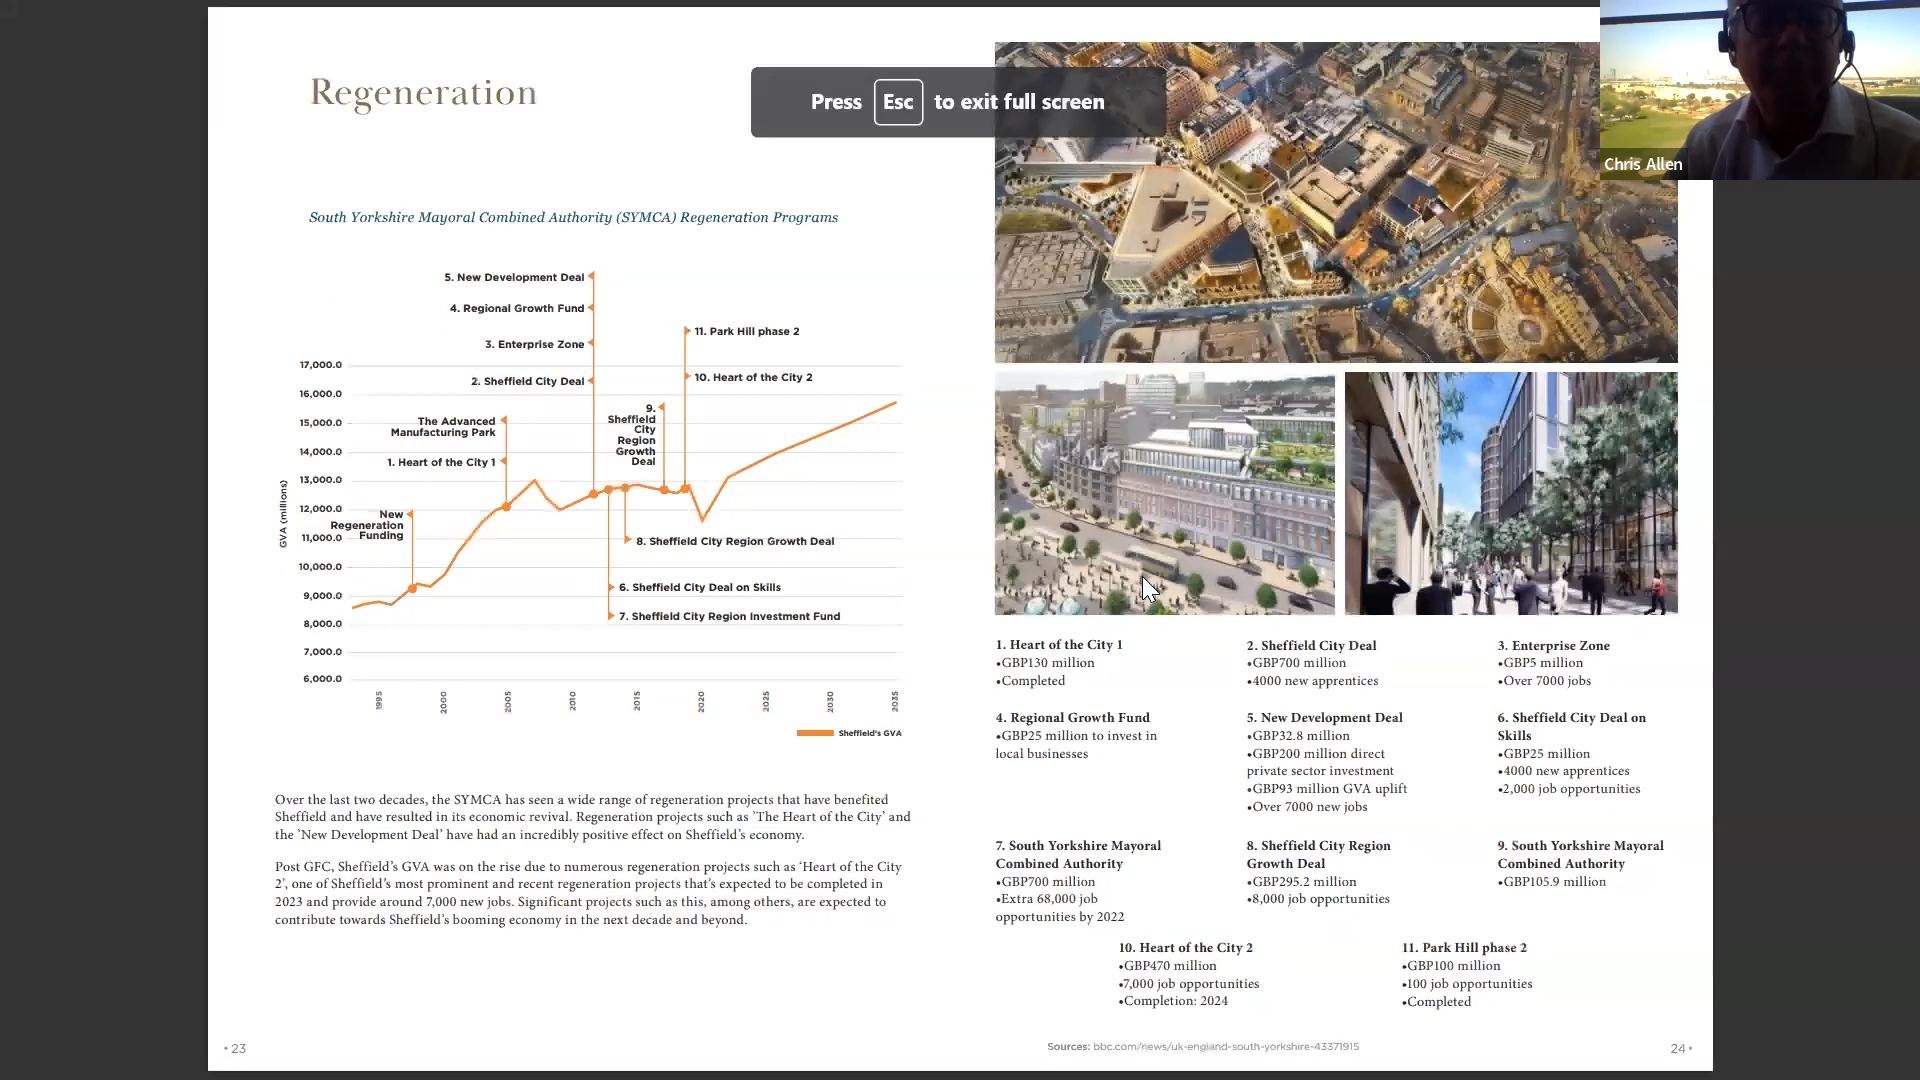 Regeneration
Press Esc to exit full screen
Chris Allen
South Yorkshire Mayoral Combined Authority (SYMCA) Regeneration Programs
5. New Development Deal
4. Regional Growth Fund
3. Enterprise Zone
2. Sheffield City Deal
11. Park Hill phase 2
10. Heart of the City 2
9.
Sheffield
City
Region
Growth
Deal
The Advanced
Manufacturing Park
1. Heart of the City 1
New
Regeneration
Funding
8. Sheffield City Region Growth Deal
6. Sheffield City Deal on Skills
7. Sheffield City Region Investment Fund
GVA (millions)
17,000.0
16,000.0
15,000.0
14,000.0
13,000.0
12,000.0
11,000.0
10,000.0
9,000.0
8,000.0
7,000.0
6,000.0
1995
2000
2005
2010
2015
2020
2025
2030
2035
Sheffield's GVA
Over the last two decades, the SYMCA has seen a wide range of regeneration projects that have benefited
Sheffield and have resulted in its economic revival. Regeneration projects such as 'The Heart of the City' and
the 'New Development Deal' have had an incredibly positive effect on Sheffield's economy.
Post GFC, Sheffield's GVA was on the rise due to numerous regeneration projects such as 'Heart of the City
2', one of Sheffield's most prominent and recent regeneration projects that's expected to be completed in
2023 and provide around 7,000 new jobs. Significant projects such as this, among others, are expected to
contribute towards Sheffield's booming economy in the next decade and beyond.
1. Heart of the City 1
•GBP130 million
•Completed
2. Sheffield City Deal
•GBP700 million
•4000 new apprentices
3. Enterprise Zone
•GBP5 million
•Over 7000 jobs
4. Regional Growth Fund
•GBP25 million to invest in
local businesses
5. New Development Deal
•GBP32.8 million
•GBP200 million direct
private sector investment
•GBP93 million GVA uplift
•Over 7000 new jobs
6. Sheffield City Deal on
Skills
•GBP25 million
•4000 new apprentices
•2,000 job opportunities
7. South Yorkshire Mayoral
Combined Authority
•GBP700 million
•Extra 68,000 job
opportunities by 2022
8. Sheffield City Region
Growth Deal
•GBP295.2 million
•8,000 job opportunities
9. South Yorkshire Mayoral
Combined Authority
•GBP105.9 million
10. Heart of the City 2
•GBP470 million
•7,000 job opportunities
•Completion: 2024
11. Park Hill phase 2
•GBP100 million
•100 job opportunities
•Completed
• 23
Sources: bbc.com/news/uk-england-south-yorkshire-43371915
24 •